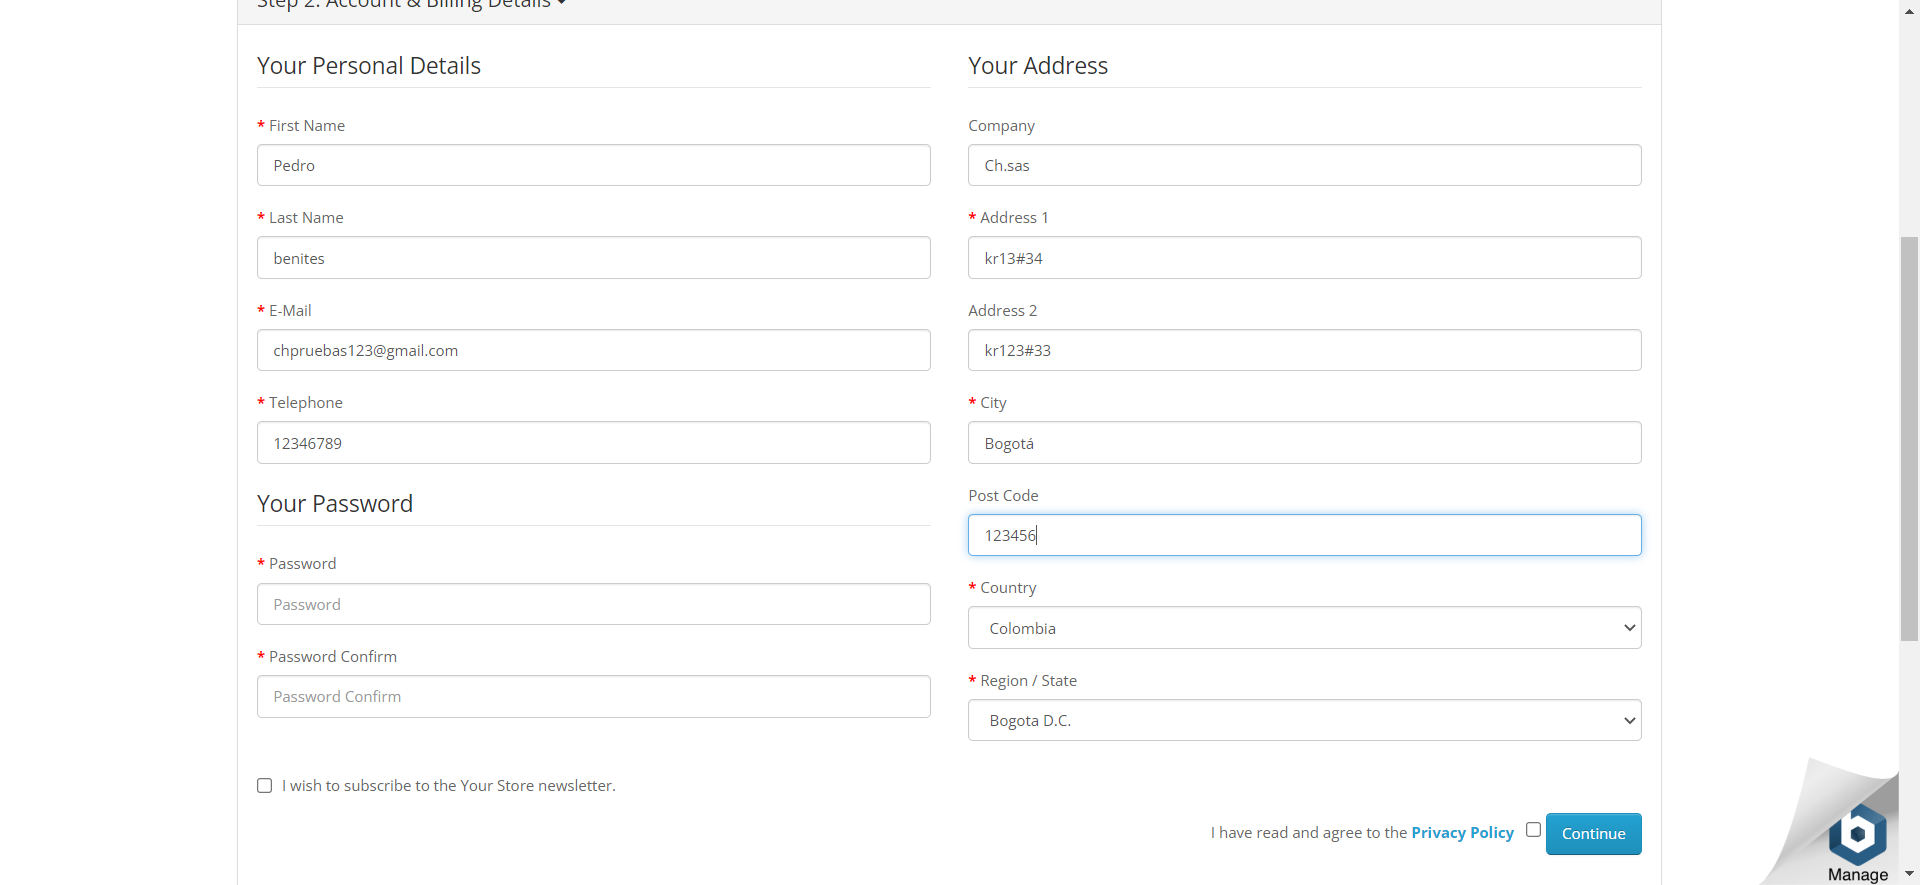 Step 2: Account & Billing Details
Your Personal Details
* First Name
Pedro
* Last Name
benites
* E-Mail
chpruebas123@gmail.com
* Telephone
12346789
Your Password
* Password
Password
* Password Confirm
Password Confirm
Your Address
Company
Ch.sas
* Address 1
kr13#34
Address 2
kr123#33
* City
Bogotá
Post Code
123456
* Country
Colombia
* Region / State
Bogota D.C.
I wish to subscribe to the Your Store newsletter.
I have read and agree to the Privacy Policy
Continue
Manage